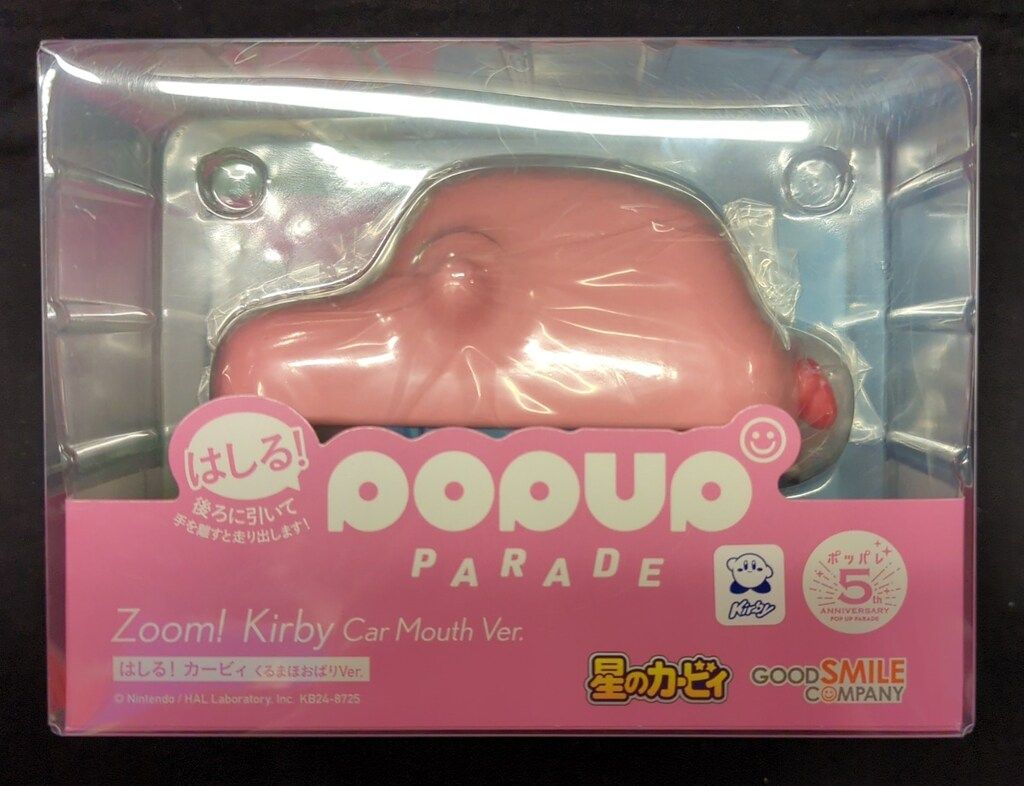 はしる!
後ろに引いて
手を離すと走り出します!
POPUP
PARADE
Kirby
ポッパレ
5th
ANNIVERSARY
POP UP PARADE
Zoom! Kirby Car Mouth Ver.
はしる! カービィ くるまほおばりVer.
© Nintendo / HAL Laboratory, Inc. KB24-8725
星のカービィ
GOOD SMILE
COMPANY